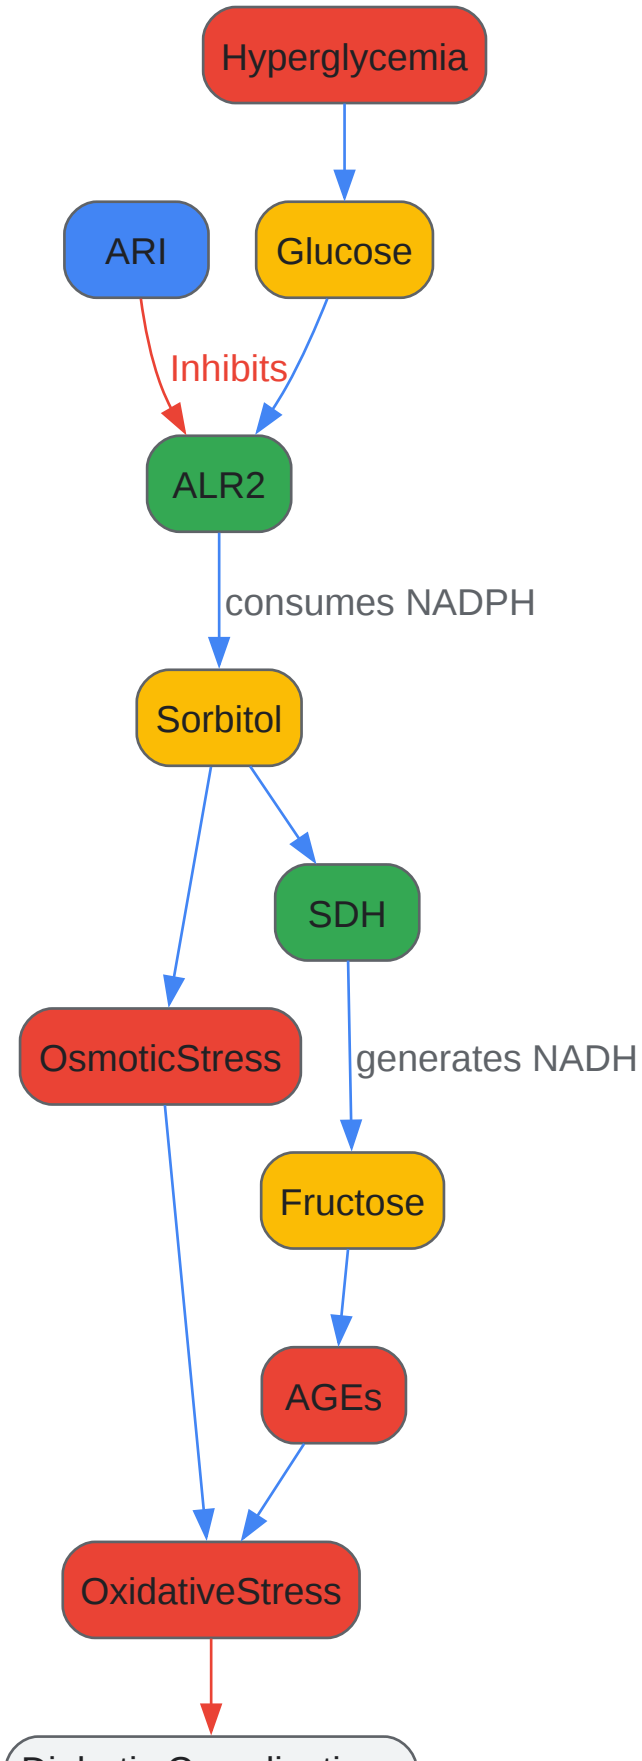 Hyperglycemia
ARI
Glucose
Inhibits
ALR2
consumes NADPH
Sorbitol
SDH
OsmoticStress
generates NADH
Fructose
AGEs
OxidativeStress